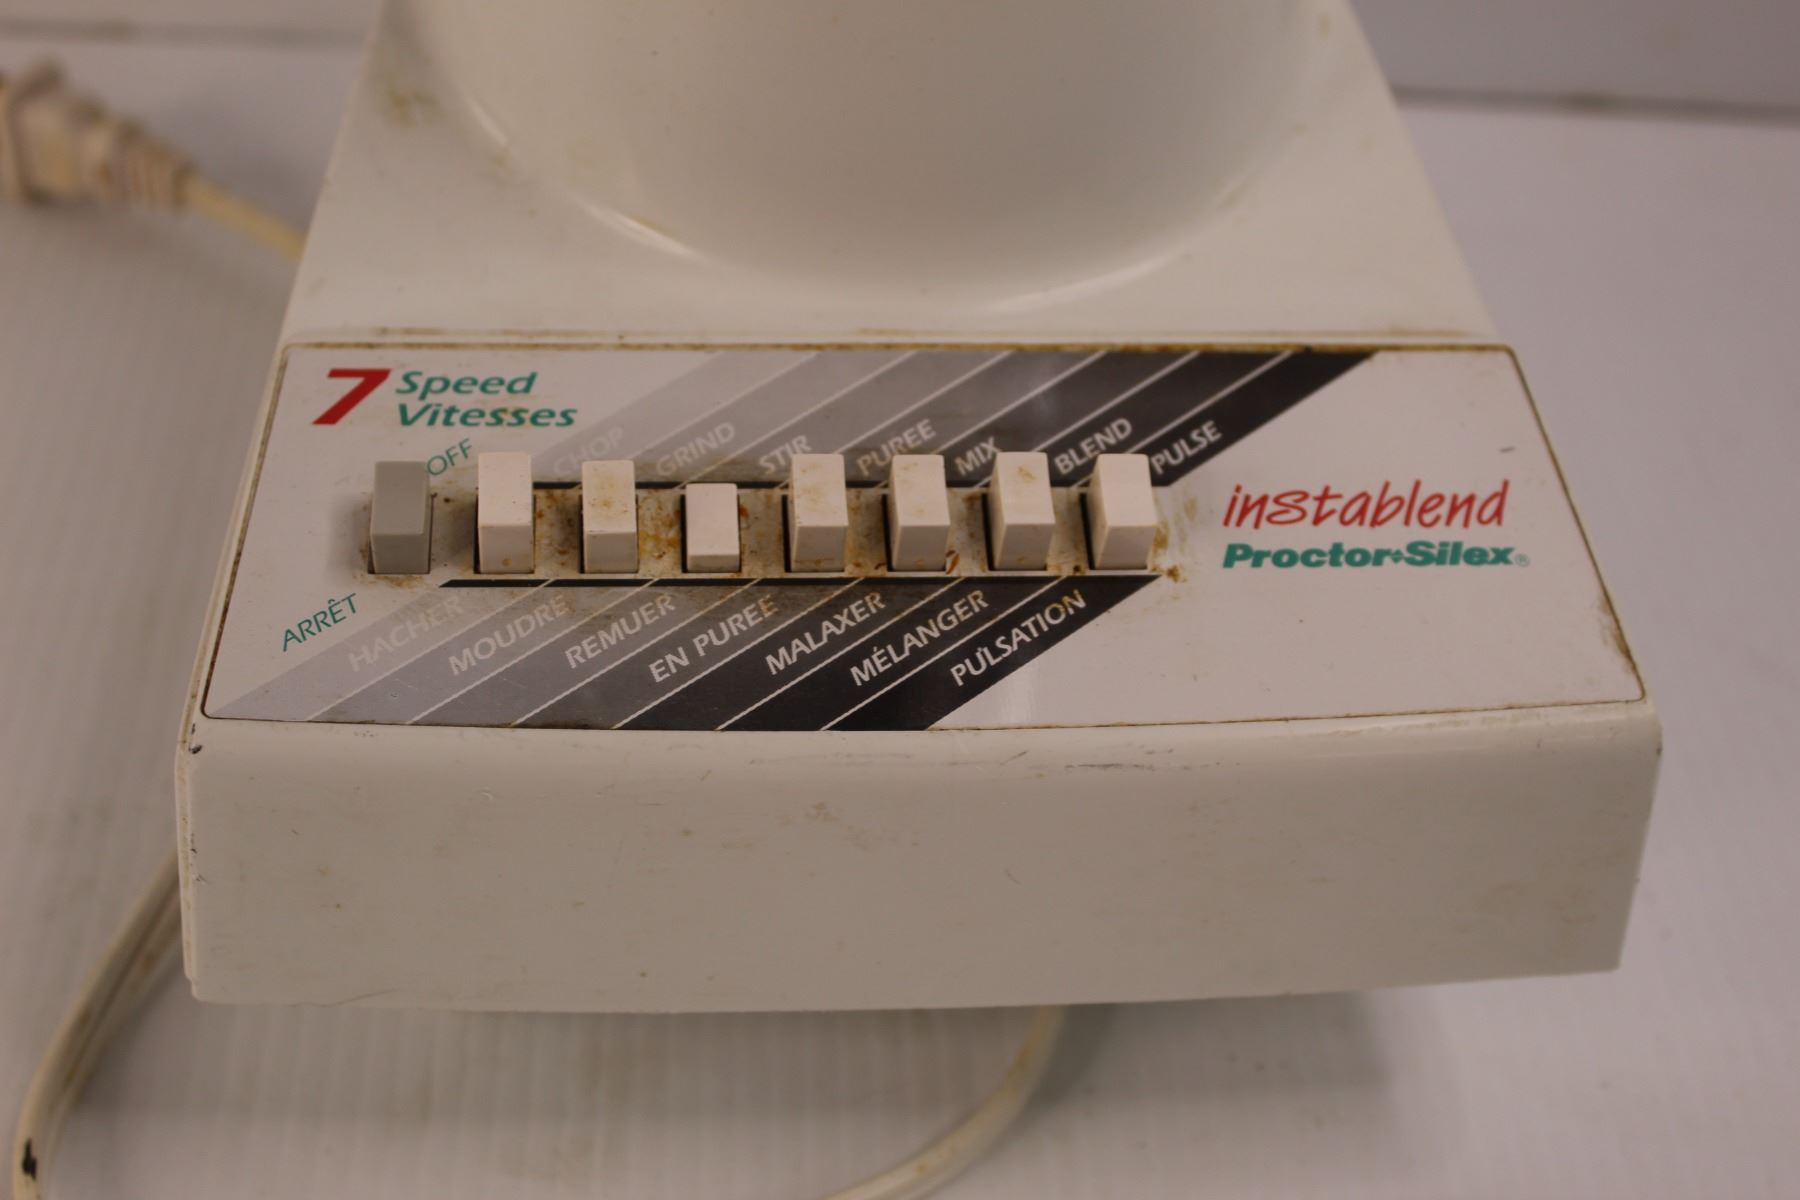 7 Speed
Vitesses
OFF
CHOP
GRIND
STIR
PUREE
MIX
BLEND
PULSE
instablend
Proctor-Silex®
ARRÊT
HACHER
MOUDRE
REMUER
EN PUREE
MALAXER
MÉLANGER
PULSATION